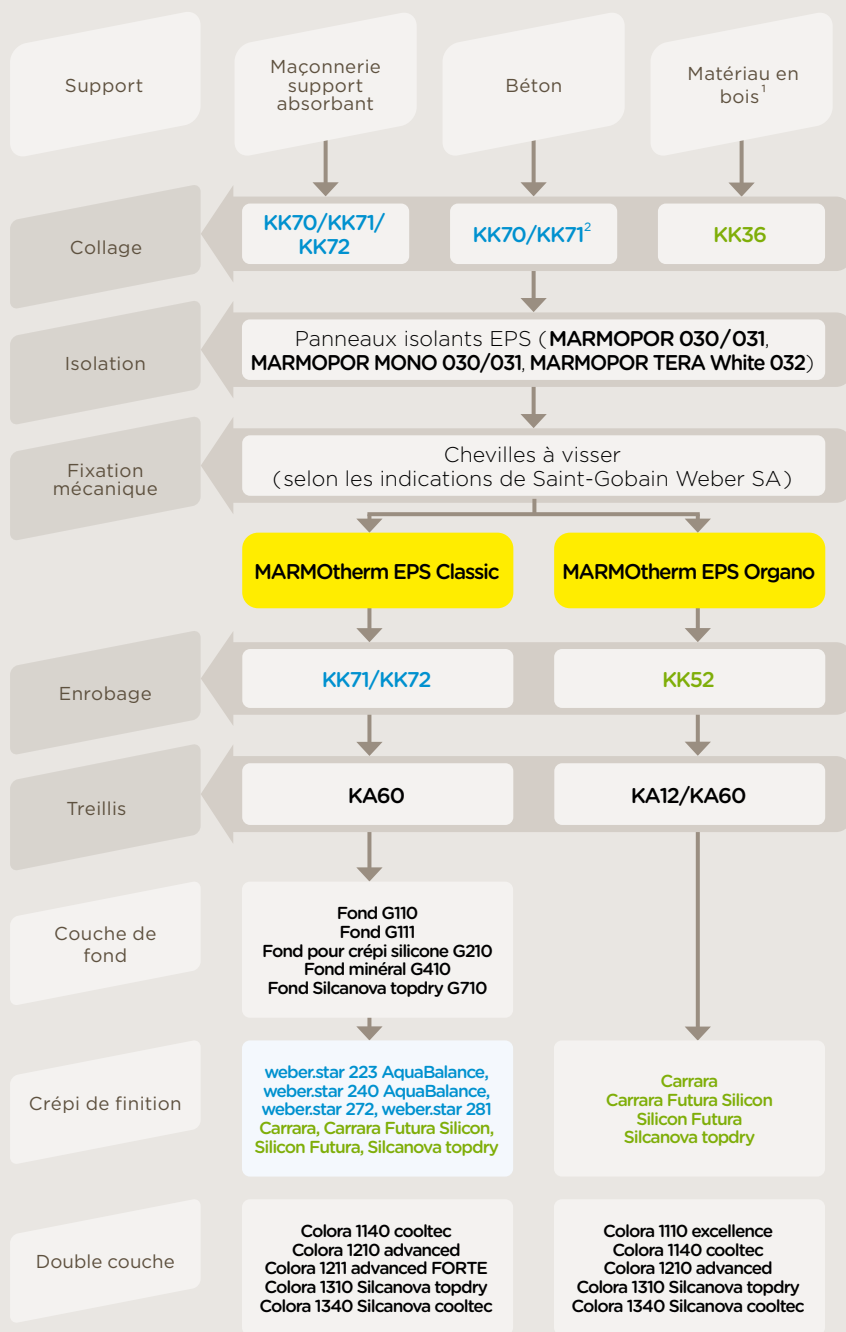 Support
Maçonnerie
support
absorbant
Béton
Matériau en
bois¹
Collage
KK70/KK71/
KK72
KK70/KK71²
KK36
Isolation
Panneaux isolants EPS (MARMOPOR 030/031,
MARMOPOR MONO 030/031, MARMOPOR TERA White 032)
Fixation
mécanique
Chevilles à visser
(selon les indications de Saint-Gobain Weber SA)
MARMOtherm EPS Classic
MARMOtherm EPS Organo
Enrobage
KK71/KK72
KK52
Treillis
KA60
KA12/KA60
Couche de
fond
Fond G110
Fond G111
Fond pour crépi silicone G210
Fond minéral G410
Fond Silcanova topdry G710
Crépi de finition
weber.star 223 AquaBalance,
weber.star 240 AquaBalance,
weber.star 272, weber.star 281
Carrara, Carrara Futura Silicon,
Silicon Futura, Silcanova topdry
Carrara
Carrara Futura Silicon
Silicon Futura
Silcanova topdry
Double couche
Colora 1140 cooltec
Colora 1210 advanced
Colora 1211 advanced FORTE
Colora 1310 Silcanova topdry
Colora 1340 Silcanova cooltec
Colora 1110 excellence
Colora 1140 cooltec
Colora 1210 advanced
Colora 1310 Silcanova topdry
Colora 1340 Silcanova cooltec